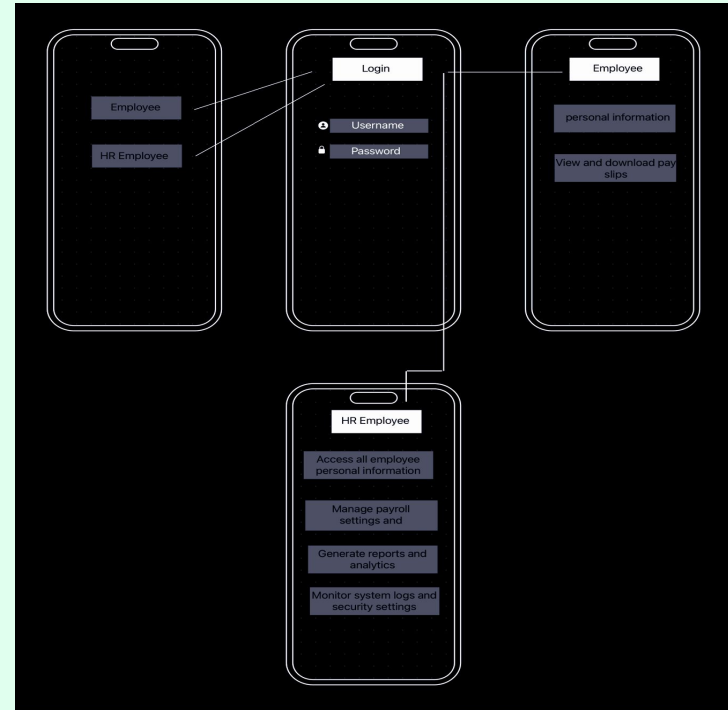 Employee
HR Employee
Login
Username
Password
Employee
personal information
View and download pay
slips
HR Employee
Access all employee
personal information
Manage payroll
settings and
Generate reports and
analytics
Monitor system logs and
security settings